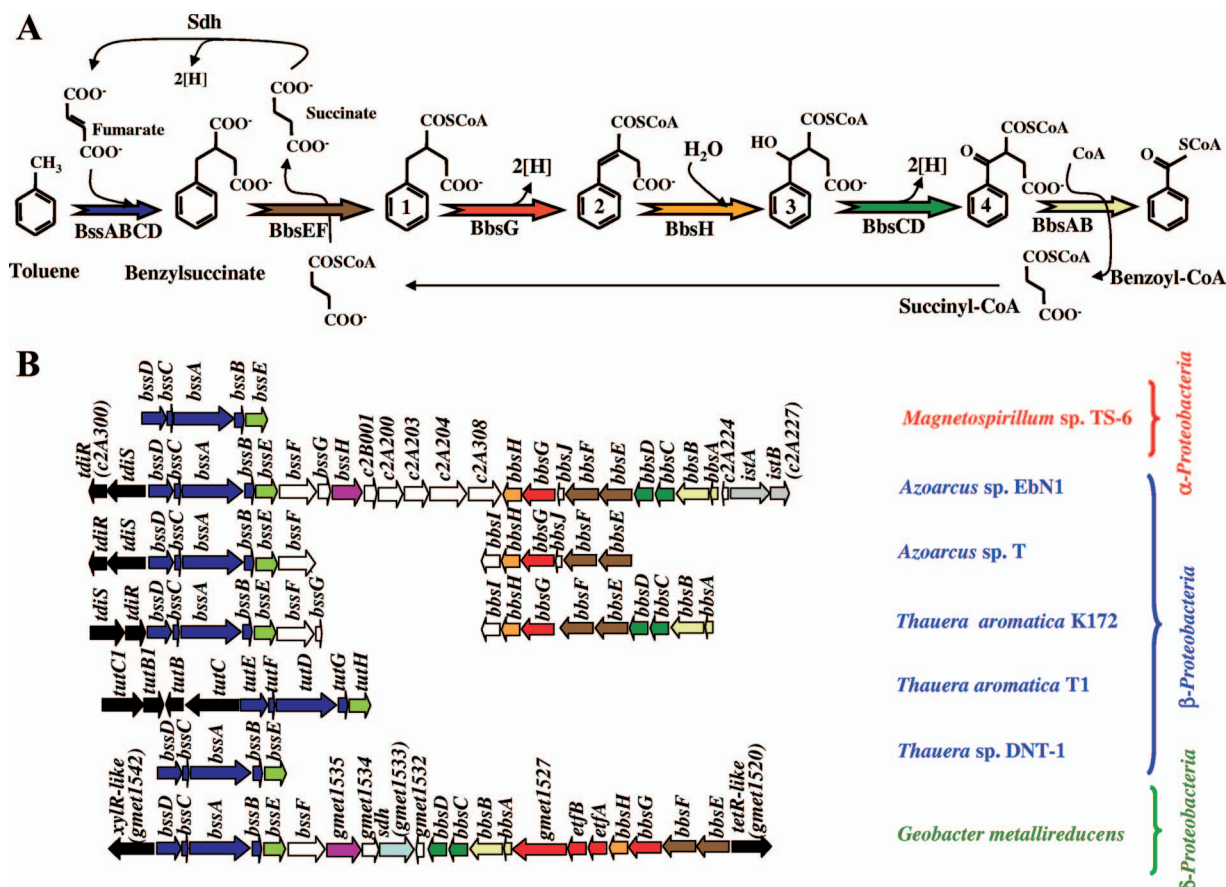 A
Sdh
2[H]
COO-
COO-
Fumarate
COO-
COO-
Succinate
COO-
CH3
COO-
COO-
COSCoA
COO-
2[H]
COSCoA
COO-
H2O
HO
COSCoA
COO-
2[H]
O
COSCoA
COO-
CoA
O
SCoA
1
2
3
4
BssABCD
BbsEF
BbsG
BbsH
BbsCD
BbsAB
Toluene
Benzylsuccinate
COSCoA
COO-
Succinyl-CoA
COSCoA
COO-
Benzoyl-CoA
B
bssD
bssC
bssA
bssB
bssE
Magnetospirillum sp. TS-6
α-Proteobacteria
tdiR
(c2A300)
tdiS
bssD
bssC
bssA
bssB
bssE
bssF
bssG
bssH
c2B001
c2A200
c2A203
c2A204
c2A308
bbsH
bbsG
bbsJ
bbsF
bbsE
bbsD
bbsC
bbsB
bbsA
c2A224
istA
istB
(c2A227)
Azoarcus sp. EbN1
tdiR
tdiS
bssD
bssC
bssA
bssB
bssE
bssF
bbsI
bbsH
bbsG
bbsJ
bbsF
bbsE
Azoarcus sp. T
tdiS
tdiR
bssD
bssC
bssA
bssB
bssE
bssF
bssG
bbsI
bbsH
bbsG
bbsF
bbsE
bbsD
bbsC
bbsB
bbsA
Thauera aromatica K172
β-Proteobacteria
tutC1
tutB1
tutB
tutC
tutE
tutF
tutD
tutG
tutH
Thauera aromatica T1
bssD
bssC
bssA
bssB
bssE
Thauera sp. DNT-1
xylR-like
(gmet1542)
bssD
bssC
bssA
bssB
bssE
bssF
gmet1535
gmet1534
sdh
(gmet1533)
gmet1532
bbsD
bbsC
bbsB
bbsA
gmet1527
etfB
etfA
bbsH
bbsG
bbsF
bbsE
tetR-like
(gmet1520)
Geobacter metallireducens
δ-Proteobacteria